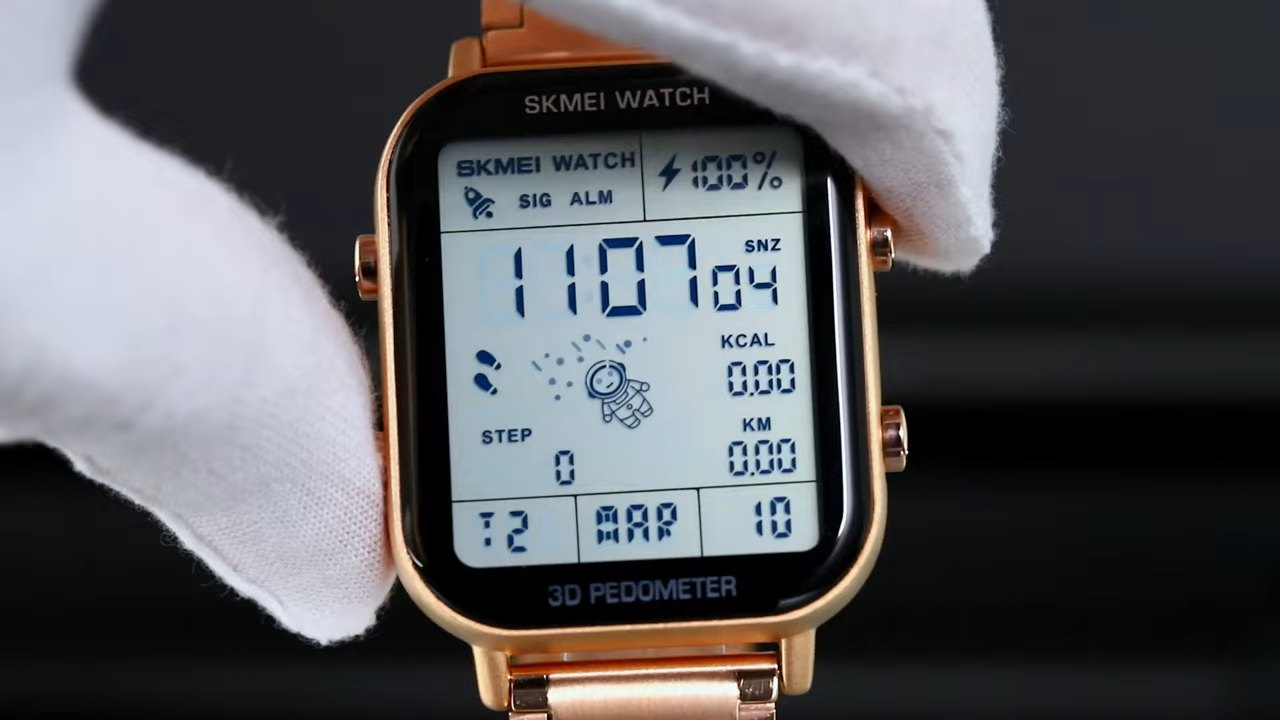 SKMEI WATCH
SKMEI WATCH
100%
SIG ALM
SNZ
1107 04
KCAL
0.00
STEP
KM
0
0.00
T2 MAR 10
3D PEDOMETER